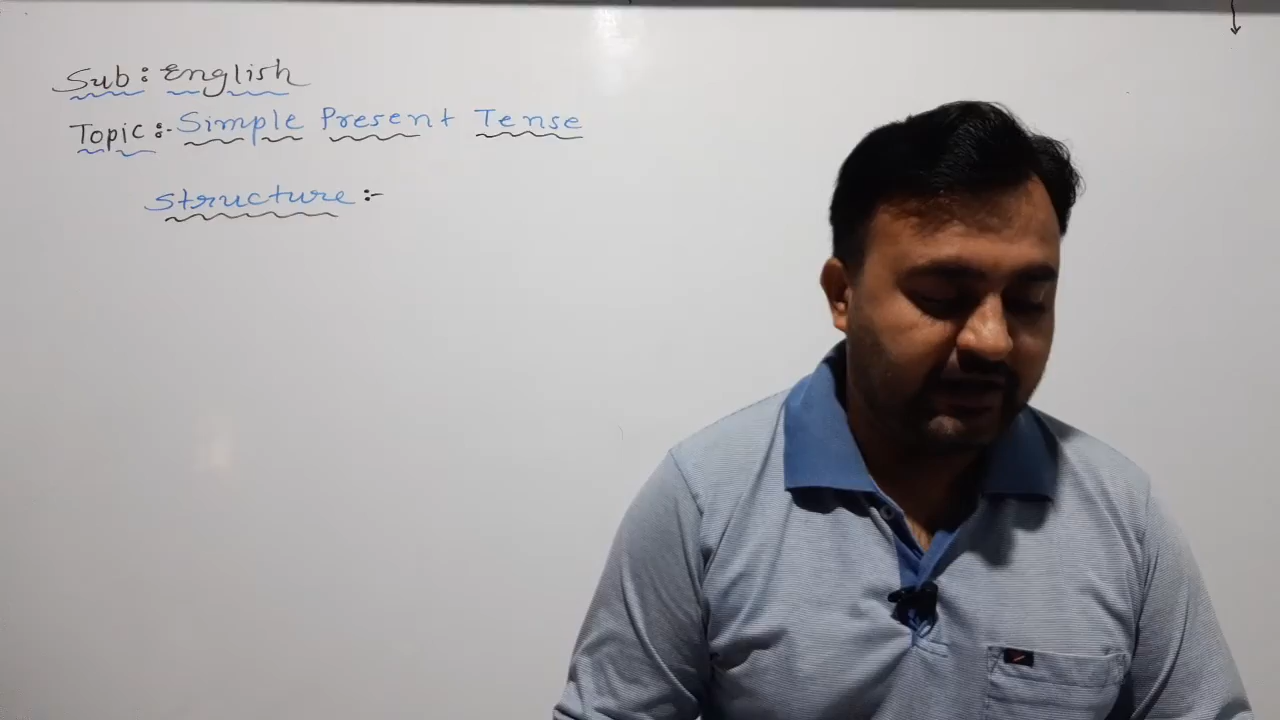 Sub: English
Topic :- Simple Present Tense
Structure :-